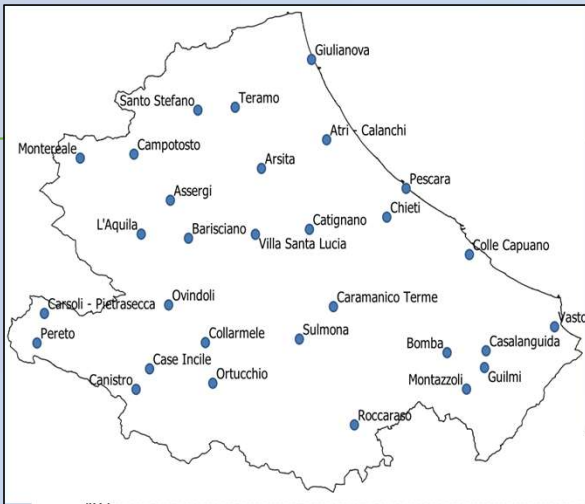 Giulianova
Santo Stefano
Teramo
Atri - Calanchi
Montereale
Campotosto
Arsita
Pescara
Assergi
Chieti
L'Aquila
Barisciano
Villa Santa Lucia
Catignano
Colle Capuano
Carsoli - Pietrasecca
Ovindoli
Caramanico Terme
Vasto
Pereto
Collarmele
Sulmona
Bomba
Casalanguida
Case Incile
Canistro
Ortucchio
Montazzoli
Guilmi
Roccaraso